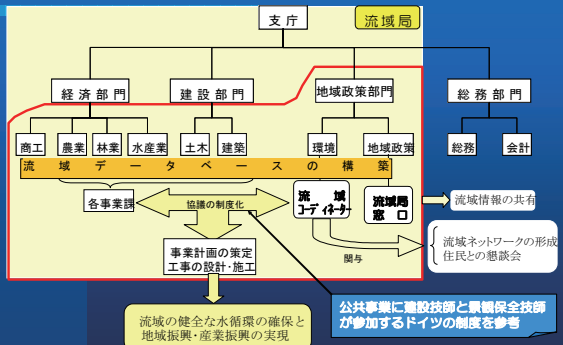 支庁
流域局
経済部門
建設部門
地域政策部門
総務部門
商工
農業
林業
水産業
土木
建築
環境
地域政策
総務
会計
流域データベースの構築
各事業課
協議の制度化
流域
コーディネーター
流域局
窓口
流域情報の共有
事業計画の策定
工事の設計・施工
関与
流域ネットワークの形成
住民との懇談会
流域の健全な水循環の確保と
地域振興・産業振興の実現
公共事業に建設技師と景観保全技師
が参加するドイツの制度を参考